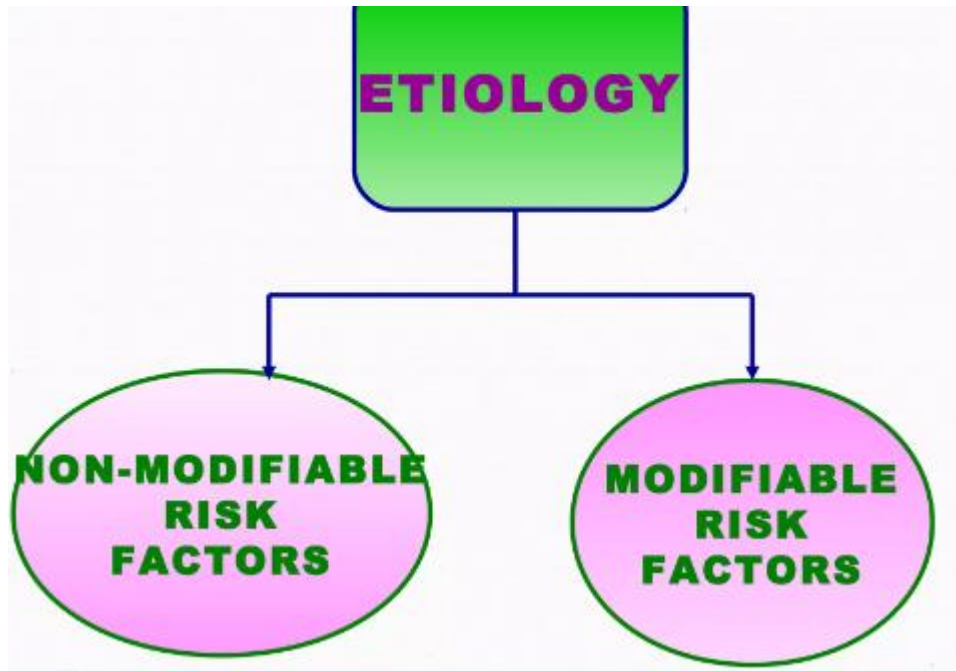 ETIOLOGY
NON-MODIFIABLE
RISK
FACTORS
MODIFIABLE
RISK
FACTORS